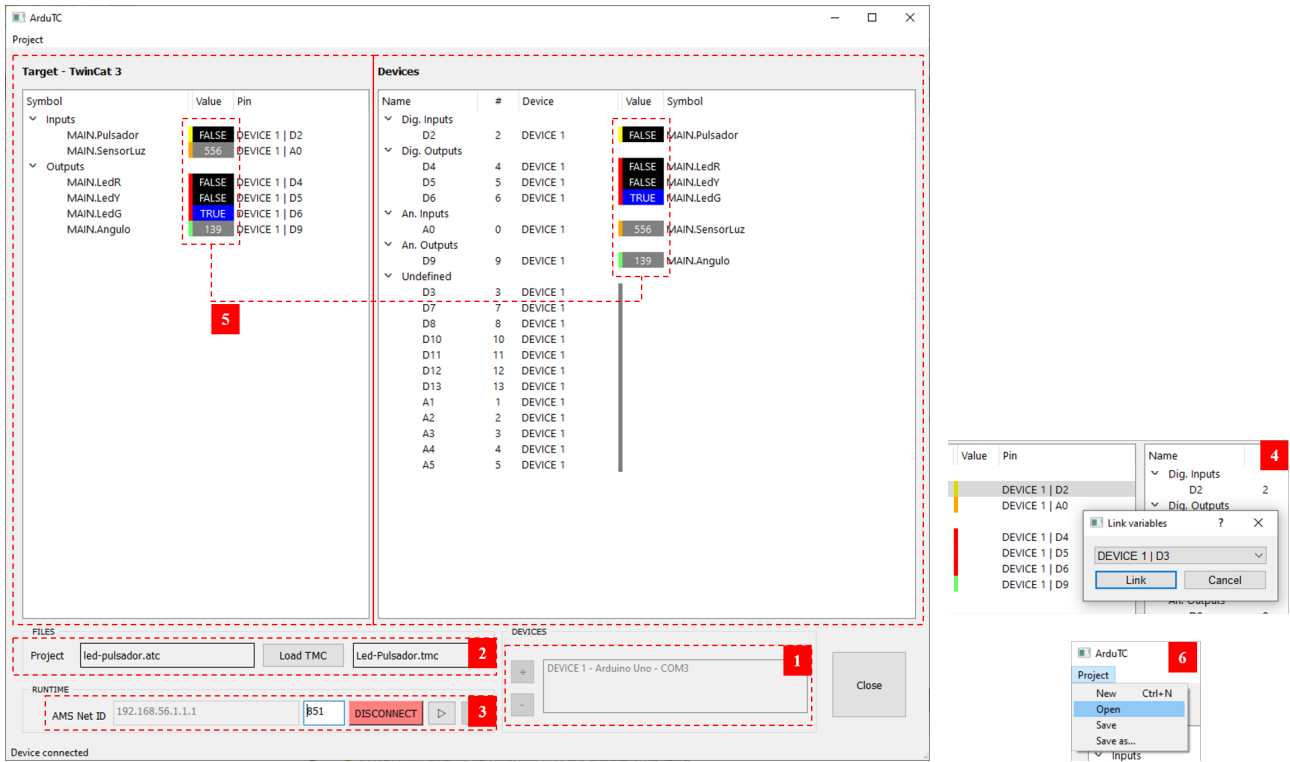 ArduTC
Project
Target - TwinCat 3
Symbol Value Pin
Inputs
MAIN.Pulsador FALSE DEVICE 1 | D2
MAIN.SensorLuz 556 DEVICE 1 | A0
Outputs
MAIN.LedR FALSE DEVICE 1 | D4
MAIN.LedY FALSE DEVICE 1 | D5
MAIN.LedG TRUE DEVICE 1 | D6
MAIN.Angulo 139 DEVICE 1 | D9
5
Devices
Name # Device Value Symbol
Dig. Inputs
D2 2 DEVICE 1 FALSE MAIN.Pulsador
Dig. Outputs
D4 4 DEVICE 1 FALSE MAIN.LedR
D5 5 DEVICE 1 FALSE MAIN.LedY
D6 6 DEVICE 1 TRUE MAIN.LedG
An. Inputs
A0 0 DEVICE 1 556 MAIN.SensorLuz
An. Outputs
D9 9 DEVICE 1 139 MAIN.Angulo
Undefined
D3 3 DEVICE 1
D7 7 DEVICE 1
D8 8 DEVICE 1
D10 10 DEVICE 1
D11 11 DEVICE 1
D12 12 DEVICE 1
D13 13 DEVICE 1
A1 1 DEVICE 1
A2 2 DEVICE 1
A3 3 DEVICE 1
A4 4 DEVICE 1
A5 5 DEVICE 1
FILES
Project led-pulsador.atc Load TMC Led-Pulsador.tmc 2
RUNTIME
AMS Net ID 192.168.56.1.1.1 851 DISCONNECT 3
DEVICES
+ DEVICE 1 - Arduino Uno - COM3 1
-
Close
Device connected
Value Pin Name 4
Dig. Inputs
DEVICE 1 | D2 D2 2
DEVICE 1 | A0 Dig. Outputs
DEVICE 1 | D4
DEVICE 1 | D5
DEVICE 1 | D6
DEVICE 1 | D9
An. Outputs
Link variables ?
DEVICE 1 | D3
Link Cancel
ArduTC 6
Project
New Ctrl+N
Open
Save
Save as...
Inputs